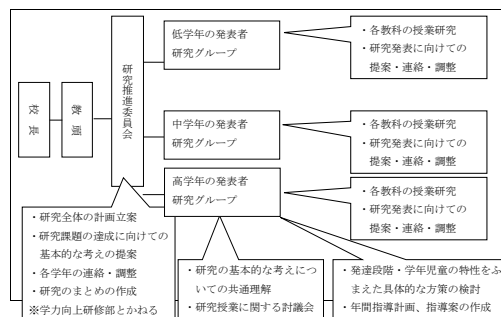 校長
教頭
研究推進委員会
低学年の発表者
研究グループ
・各教科の授業研究
・研究発表に向けての
提案・連絡・調整
中学年の発表者
研究グループ
・各教科の授業研究
・研究発表に向けての
提案・連絡・調整
高学年の発表者
研究グループ
・各教科の授業研究
・研究発表に向けての
提案・連絡・調整
・研究全体の計画立案
・研究課題の達成に向けての
基本的な考えの提案
・各学年の連絡・調整
・研究のまとめの作成
※学力向上研修部とかねる
・研究の基本的な考えにつ
いての共通理解
・研究授業に関する討議会
・発達段階・学年児童の特性をふ
まえた具体的な方策の検討
・年間指導計画、指導案の作成